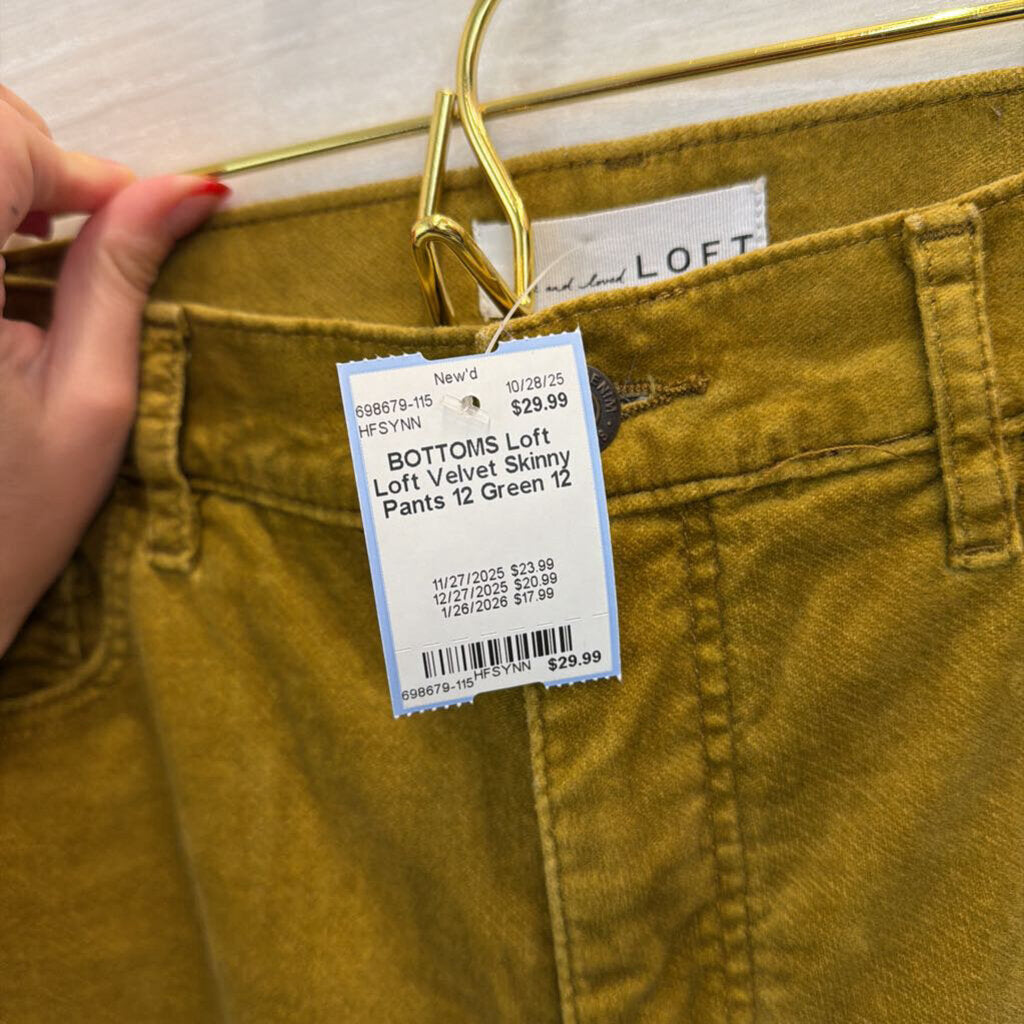 and loved LOFT
DENIM
New'd
698679-115 10/28/25
HFSYNN $29.99
BOTTOMS Loft
Loft Velvet Skinny
Pants 12 Green 12
11/27/2025 $23.99
12/27/2025 $20.99
1/26/2026 $17.99
698679-115 HFSYNN $29.99